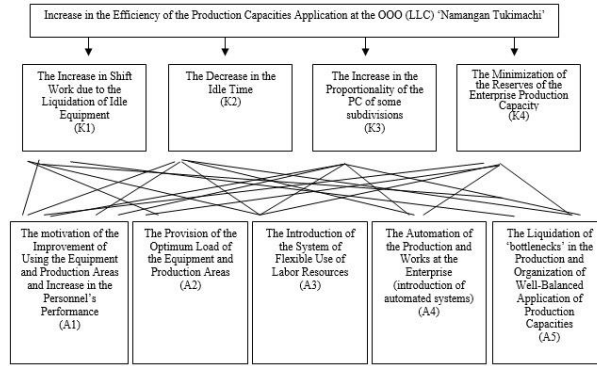 Increase in the Efficiency of the Production Capacities Application at the OOO (LLC) ‘Namangan Tukimachi’
The Increase in Shift
Work due to the
Liquidation of Idle
Equipment
(K1)
The Decrease in the
Idle Time
(K2)
The Increase in the
Proportionality of the
PC of some
subdivisions
(K3)
The Minimization of
the Reserves of the
Enterprise Production
Capacity
(K4)
The motivation of the
Improvement of
Using the Equipment
and Production Areas
and Increase in the
Personnel’s
Performance
(A1)
The Provision of the
Optimum Load of
the Equipment and
Production Areas
(A2)
The Introduction of
the System of
Flexible Use of
Labor Resources
(A3)
The Automation of
the Production and
Works at the
Enterprise
(introduction of
automated systems)
(A4)
The Liquidation of
‘bottlenecks’ in the
Production and
Organization of
Well-Balanced
Application of
Production
Capacities
(A5)